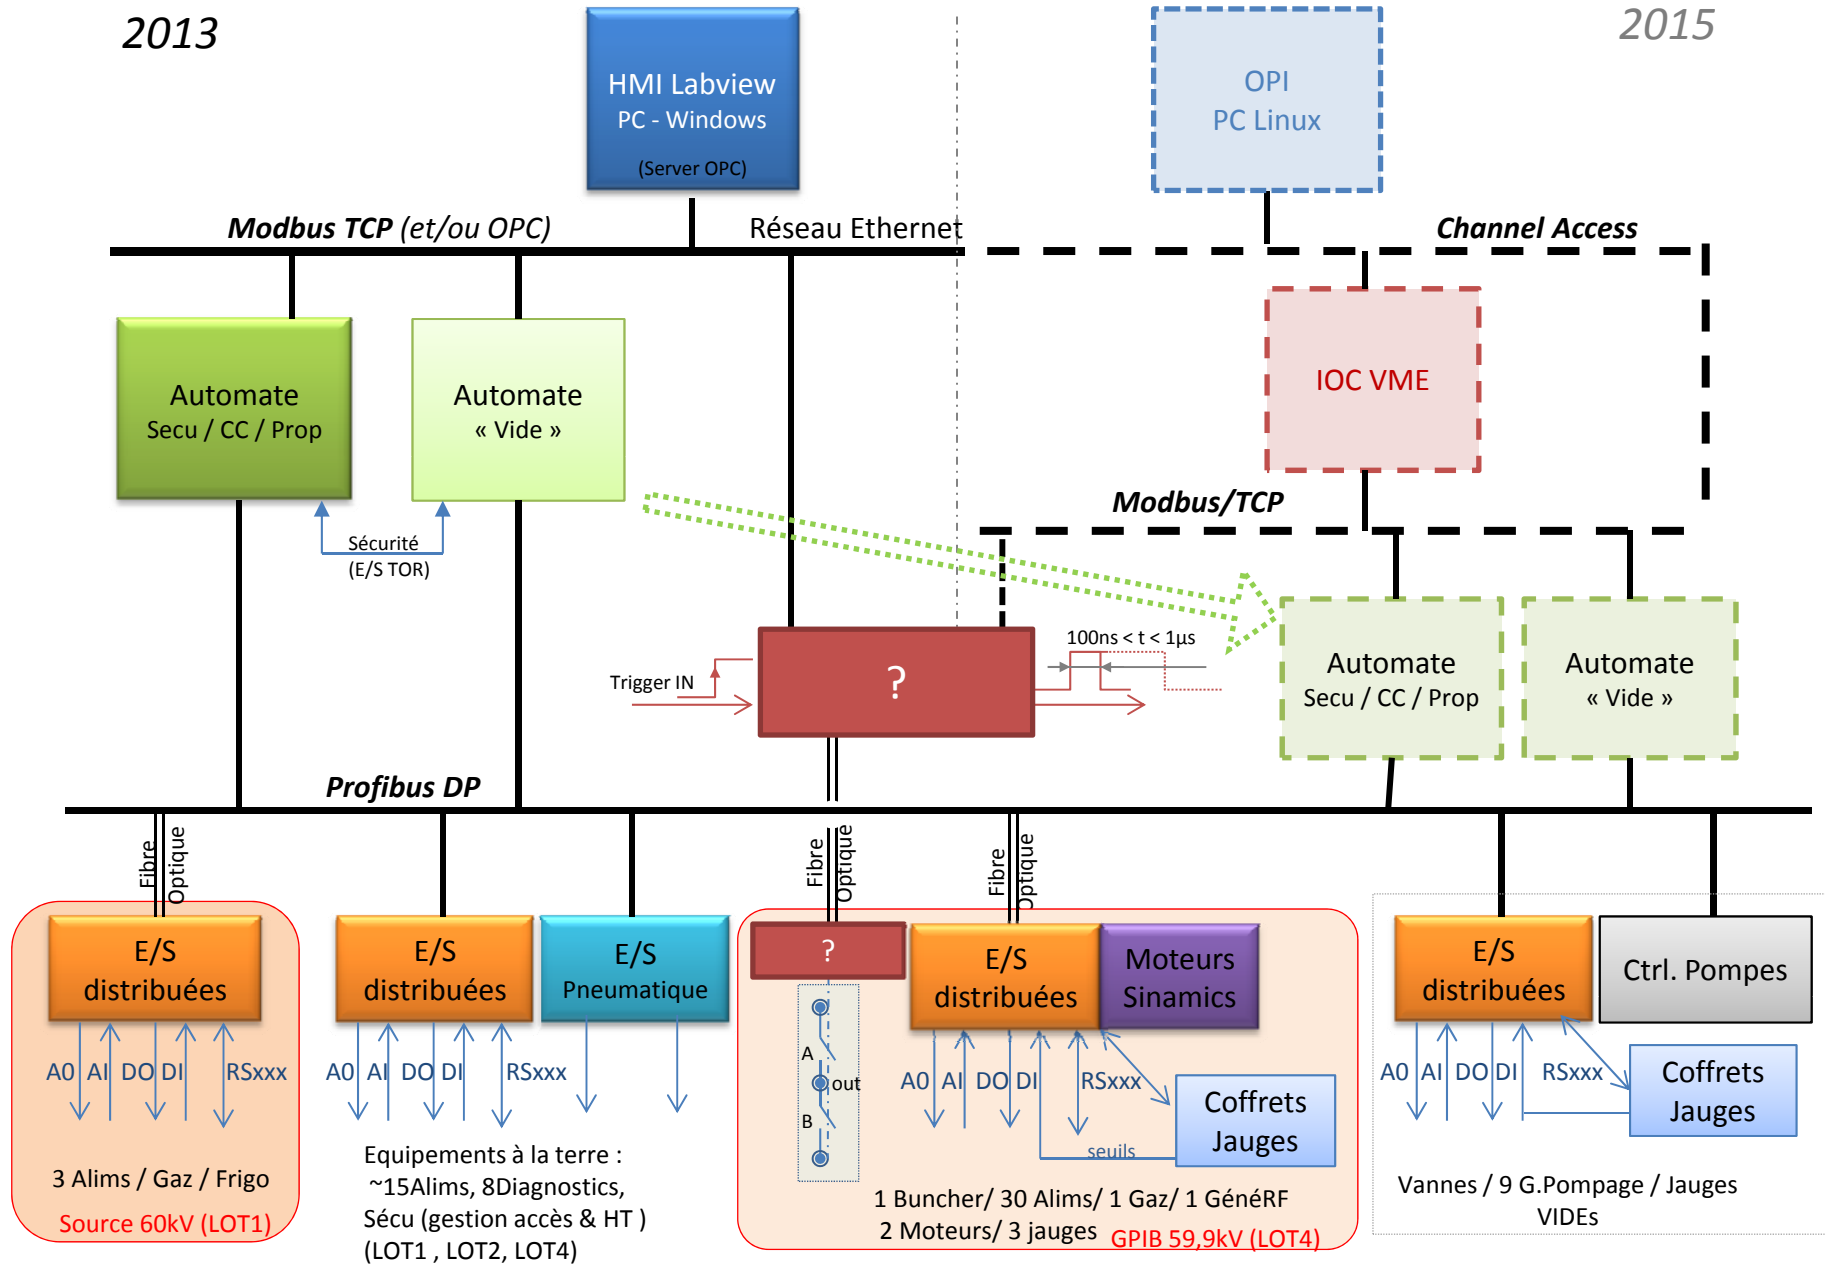 2013
2015
HMI Labview
PC - Windows
(Server OPC)
OPI
PC Linux
Modbus TCP (et/ou OPC)
Réseau Ethernet
Channel Access
Automate
Secu / CC / Prop
Automate
« Vide »
IOC VME
Sécurité
(E/S TOR)
Modbus/TCP
Trigger IN
?
100ns < t < 1µs
Automate
Secu / CC / Prop
Automate
« Vide »
Profibus DP
Fibre
Optique
Fibre
Optique
Fibre
Optique
E/S
distribuées
E/S
distribuées
E/S
Pneumatique
?
E/S
distribuées
Moteurs
Sinamics
E/S
distribuées
Ctrl. Pompes
A0 AI DO DI RSxxx
A0 AI DO DI RSxxx
A
out
B
A0 AI DO DI RSxxx
Coffrets
Jauges
seuils
A0 AI DO DI RSxxx
Coffrets
Jauges
3 Alims / Gaz / Frigo
Source 60kV (LOT1)
Equipements à la terre :
~15Alims, 8Diagnostics,
Sécu (gestion accès & HT )
(LOT1 , LOT2, LOT4)
1 Buncher/ 30 Alims/ 1 Gaz/ 1 GénéRF
2 Moteurs/ 3 jauges
GPIB 59,9kV (LOT4)
Vannes / 9 G.Pompage / Jauges
VIDEs